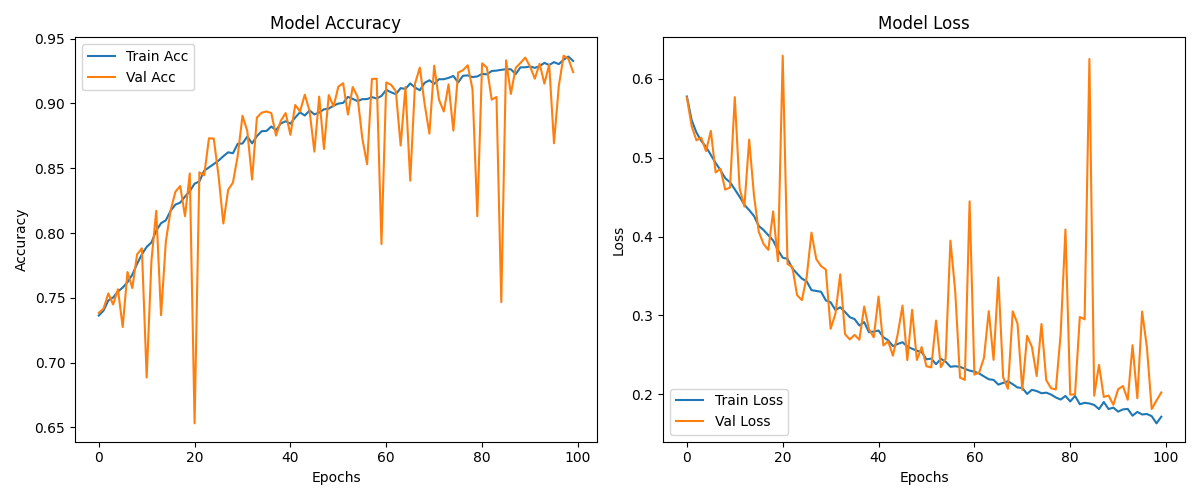 Model Accuracy
Train Acc
Val Acc
0.95
0.90
0.85
0.80
0.75
0.70
0.65
Accuracy
0
20
40
60
80
100
Epochs
Model Loss
0.6
0.5
0.4
0.3
0.2
Loss
Train Loss
Val Loss
0
20
40
60
80
100
Epochs